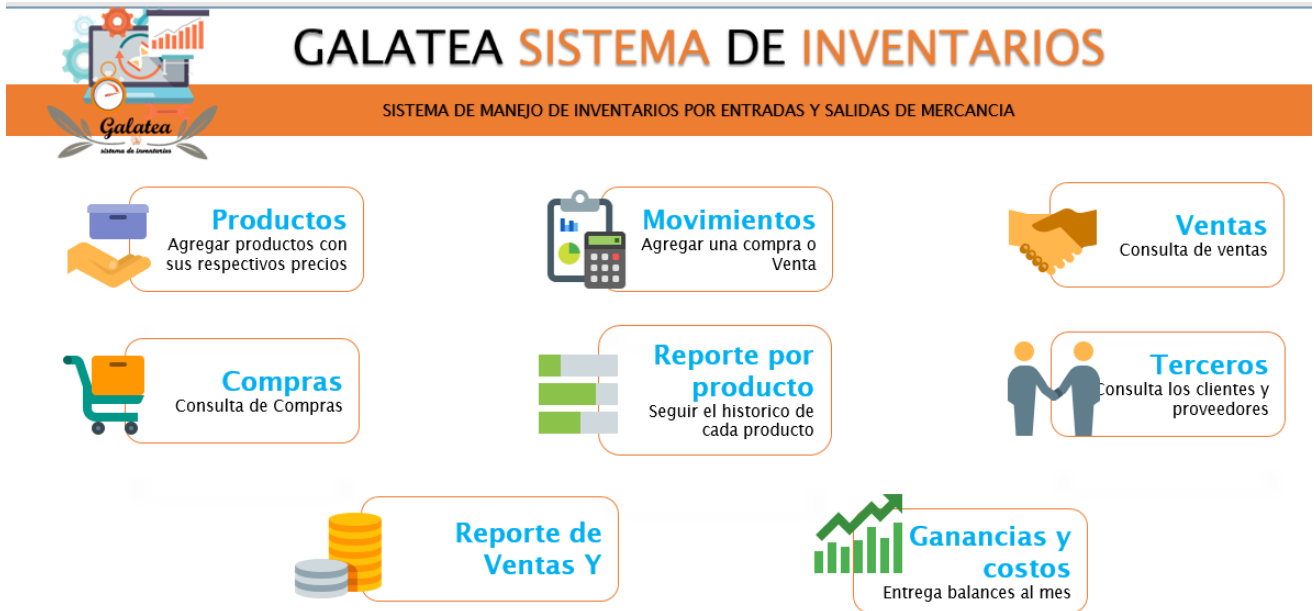 GALATEA SISTEMA DE INVENTARIOS
SISTEMA DE MANEJO DE INVENTARIOS POR ENTRADAS Y SALIDAS DE MERCANCIA
Galatea
sistema de inventarios
Productos
Agregar productos con
sus respectivos precios
Movimientos
Agregar una compra o
Venta
Ventas
Consulta de ventas
Compras
Consulta de Compras
Reporte por
producto
Seguir el historico de
cada producto
Terceros
Consulta los clientes y
proveedores
Reporte de
Ventas Y
Ganancias y
costos
Entrega balances al mes